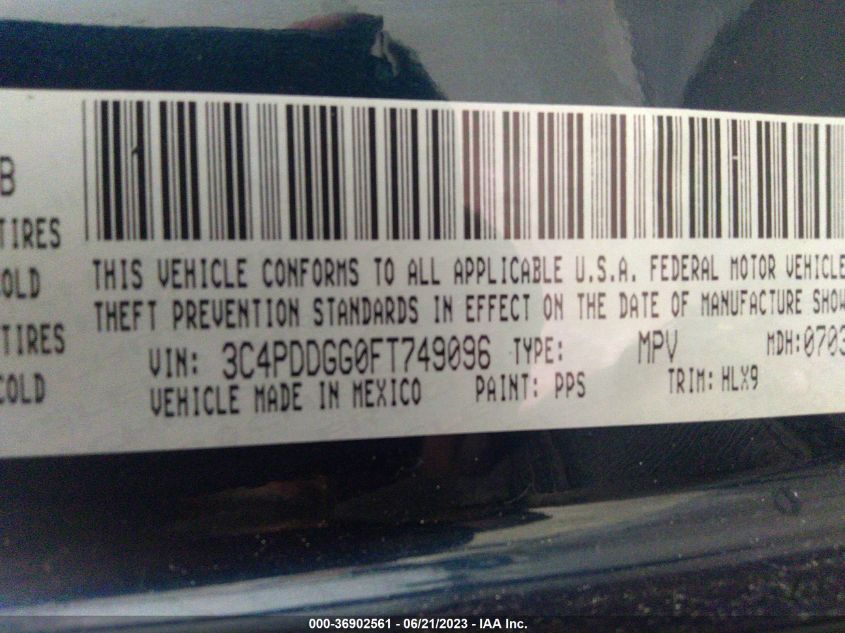 B
TIRES
COLD
TIRES
COLD
THIS VEHICLE CONFORMS TO ALL APPLICABLE U.S.A. FEDERAL MOTOR VEHICLE
THEFT PREVENTION STANDARDS IN EFFECT ON THE DATE OF MANUFACTURE SHOW
VIN: 3C4PDDGG0FT749096 TYPE: MPV MDH:0703
VEHICLE MADE IN MEXICO PAINT: PPS TRIM: HLX9
000-36902561 - 06/21/2023 - IAA Inc.